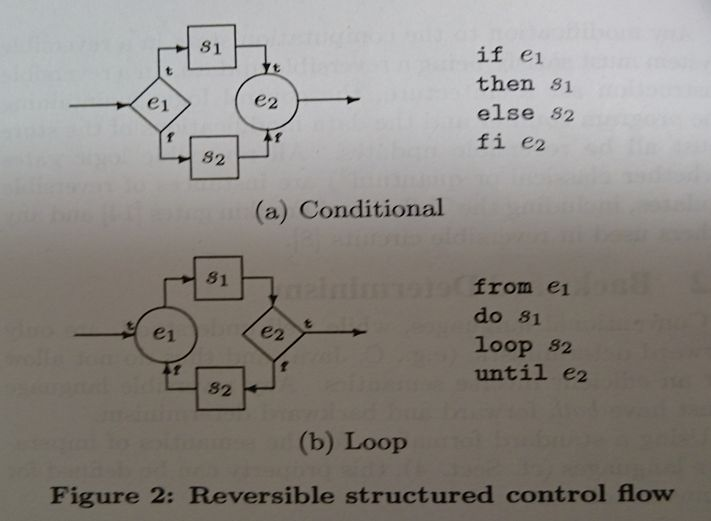 s1
t
t
e1
e2
f
f
s2
if e1
then s1
else s2
fi e2
(a) Conditional
s1
t
e1
e2
t
f
f
s2
from e1
do s1
loop s2
until e2
(b) Loop
Figure 2: Reversible structured control flow